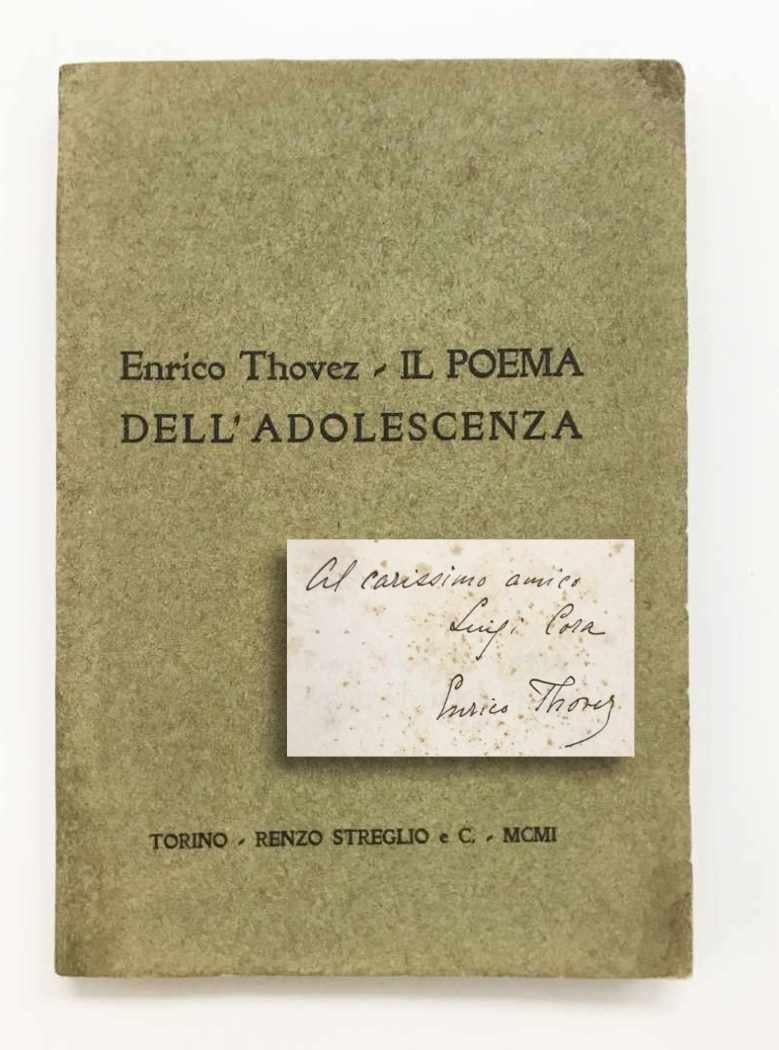 Enrico Thovez - IL POEMA
DELL'ADOLESCENZA
Al carissimo amico
Luigi Cora
Enrico Thovez
TORINO - RENZO STREGLIO e C. - MCMI